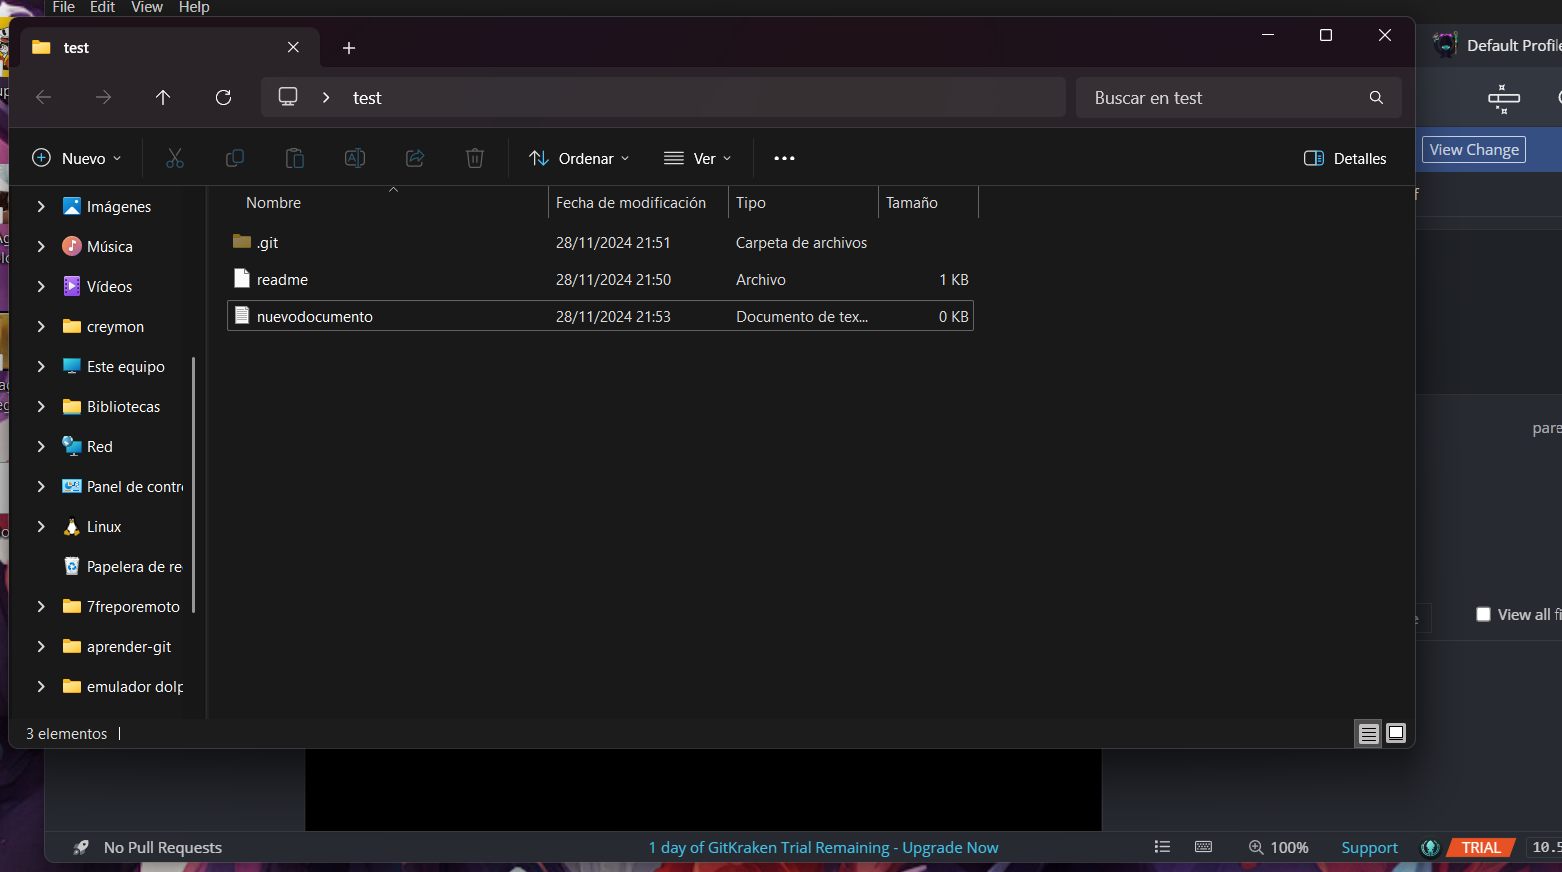 File Edit View Help
test
Default Profile
test
Buscar en test
Nuevo
Ordenar
Ver
Detalles
View Change
Nombre
Fecha de modificación
Tipo
Tamaño
Imágenes
.git
28/11/2024 21:51
Carpeta de archivos
Música
readme
28/11/2024 21:50
Archivo
1 KB
Vídeos
nuevodocumento
28/11/2024 21:53
Documento de tex...
0 KB
creymon
Este equipo
Bibliotecas
Red
Panel de contr
Linux
Papelera de re
7freporemoto
aprender-git
emulador dolp
pare
View all fi
3 elementos
No Pull Requests
1 day of GitKraken Trial Remaining - Upgrade Now
100%
Support
TRIAL
10.5